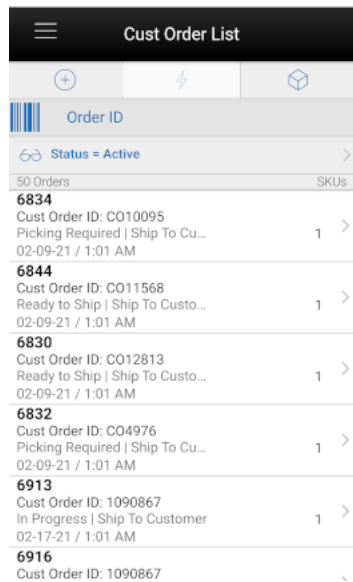 Cust Order List
Order ID
Status = Active
50 Orders SKUs
6834
Cust Order ID: CO10095
Picking Required | Ship To Cu... 1
02-09-21 / 1:01 AM
6844
Cust Order ID: CO11568
Ready to Ship | Ship To Custo... 1
02-09-21 / 1:01 AM
6830
Cust Order ID: CO12813
Ready to Ship | Ship To Custo... 1
02-09-21 / 1:01 AM
6832
Cust Order ID: CO4976
Picking Required | Ship To Cu... 1
02-09-21 / 1:01 AM
6913
Cust Order ID: 1090867
In Progress | Ship To Customer 1
02-17-21 / 1:01 AM
6916
Cust Order ID: 1090867